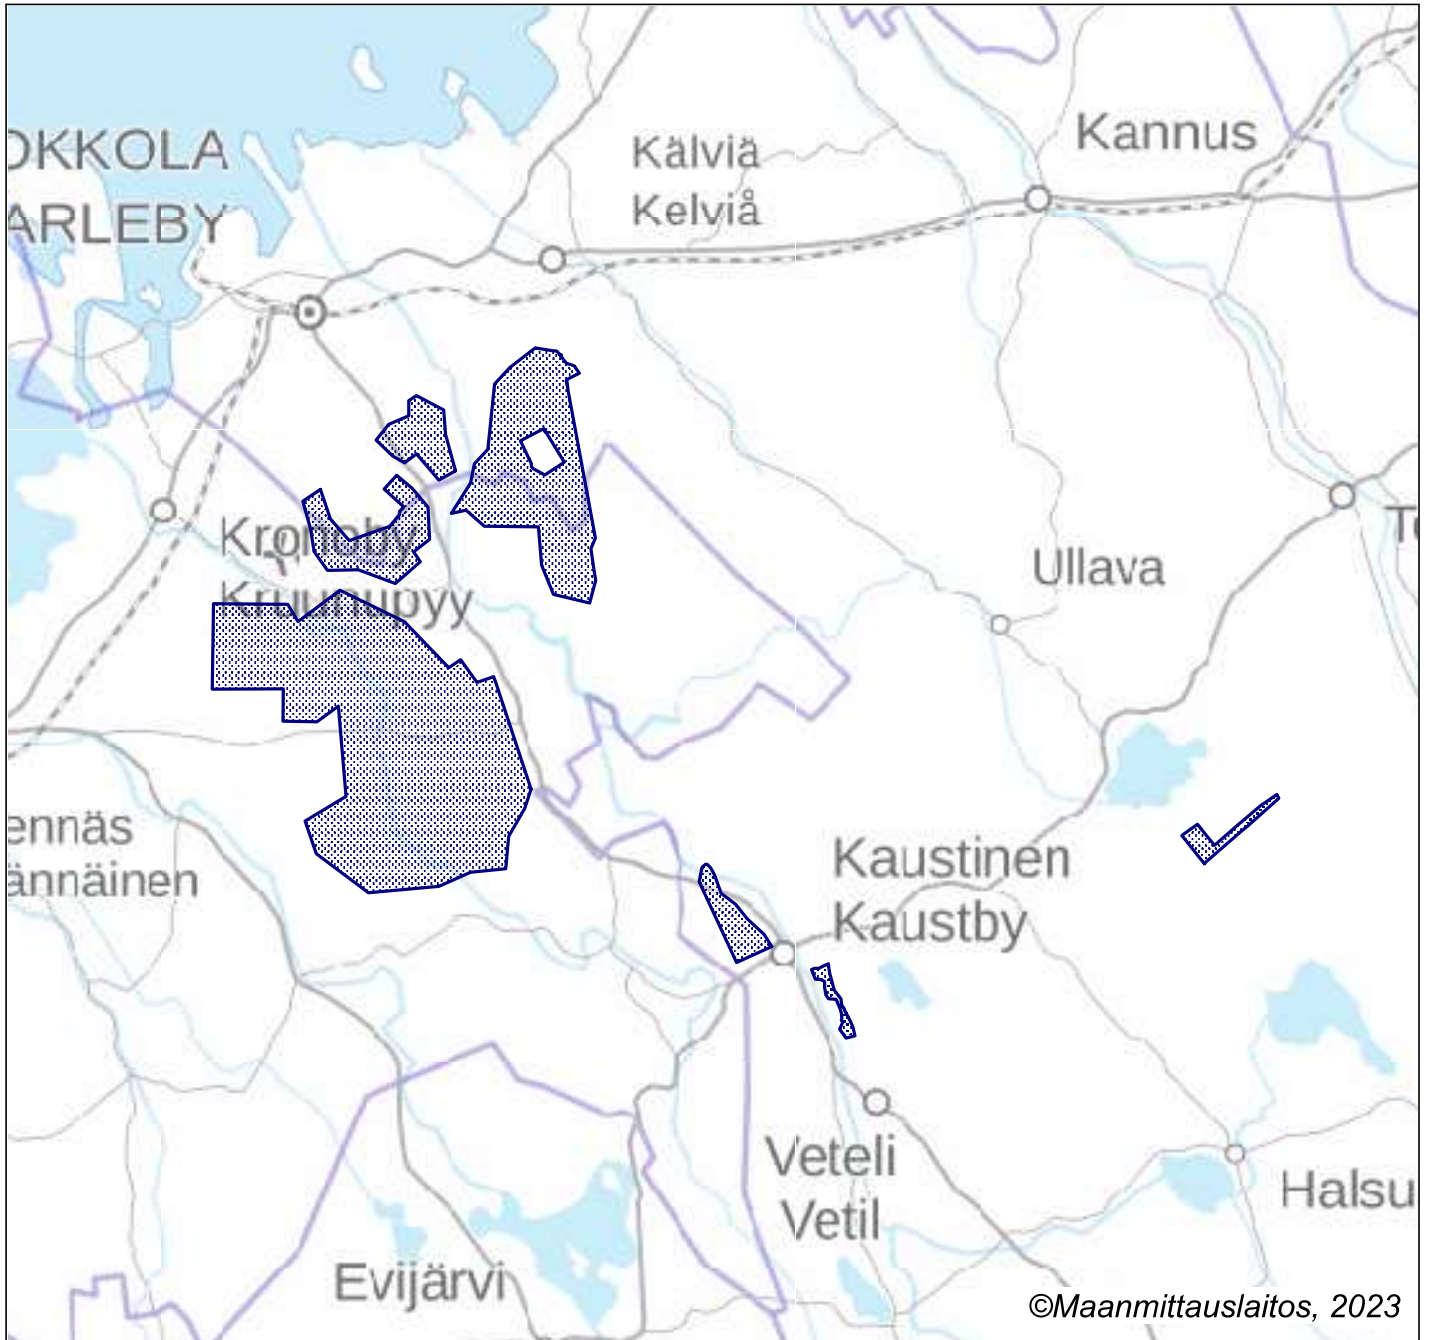 OKKOLA
ARLEBY
Kälviä
Kelviå
Kannus
Kronoby
Kruunupyy
Ullava
ennäs
ännäinen
Kaustinen
Kaustby
Veteli
Vetil
Halsu
Evijärvi
©Maanmittauslaitos, 2023